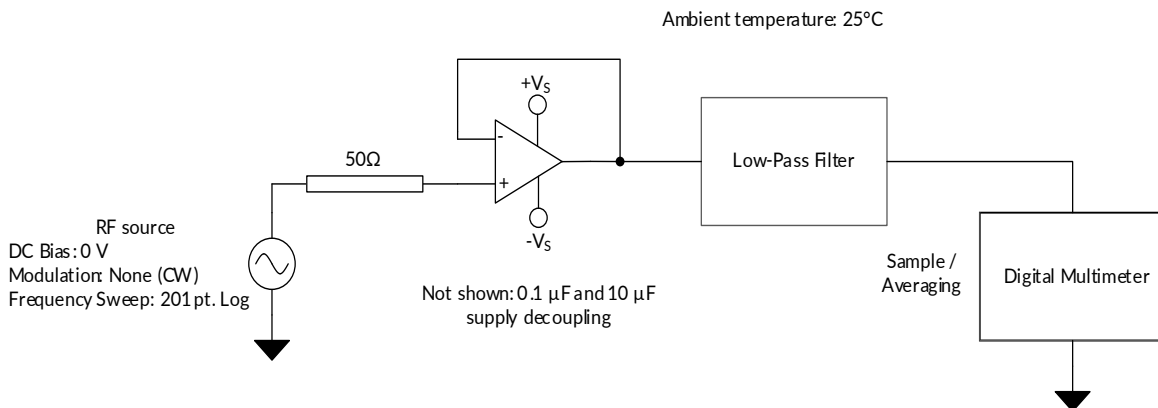 Ambient temperature: 25°C
+VS
-
50Ω
+
Low-Pass Filter
-VS
RF source
DC Bias: 0 V
Modulation: None (CW)
Frequency Sweep: 201 pt. Log
Not shown: 0.1 µF and 10 µF
supply decoupling
Sample /
Averaging
Digital Multimeter